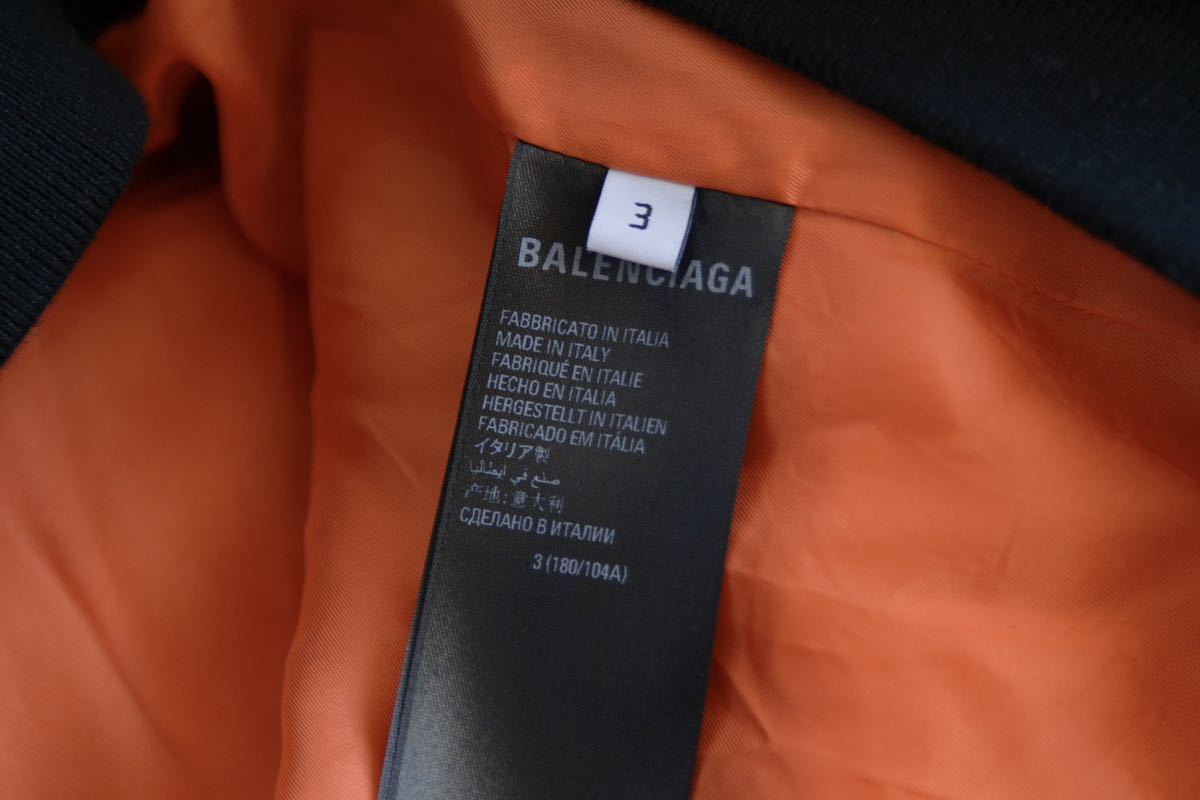 3
BALENCIAGA
FABBRICATO IN ITALIA
MADE IN ITALY
FABRIQUÉ EN ITALIE
HECHO EN ITALIA
HERGESTELLT IN ITALIEN
FABRICADO EM ITÁLIA
イタリア製
صنع في ايطاليا
产地:意大利
СДЕЛАНО В ИТАЛИИ
3 (180/104A)